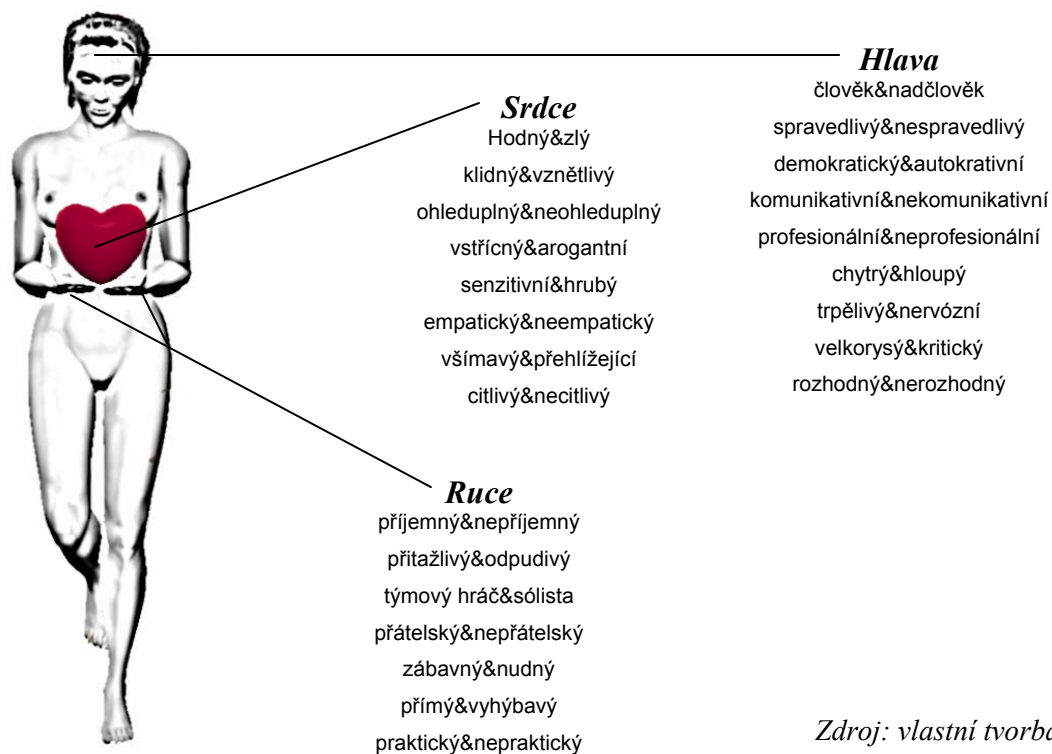 Hlava
člověk&nadčlověk
spravedlivý&nespravedlivý
demokratický&autokrativní
komunikativní&nekomunikativní
profesionální&neprofesionální
chytrý&hloupý
trpělivý&nervózní
velkorysý&kritický
rozhodný&nerozhodný
Srdce
Hodný&zlý
klidný&vznětlivý
ohleduplný&neohleduplný
vstřícný&arogantní
senzitivní&hrubý
empatický&neempatický
všímavý&přehlížející
citlivý&necitlivý
Ruce
příjemný&nepříjemný
přitažlivý&odpudivý
týmový hráč&sólista
přátelský&nepřátelský
zábavný&nudný
přímý&vyhýbavý
praktický&nepraktický
Zdroj: vlastní tvorba